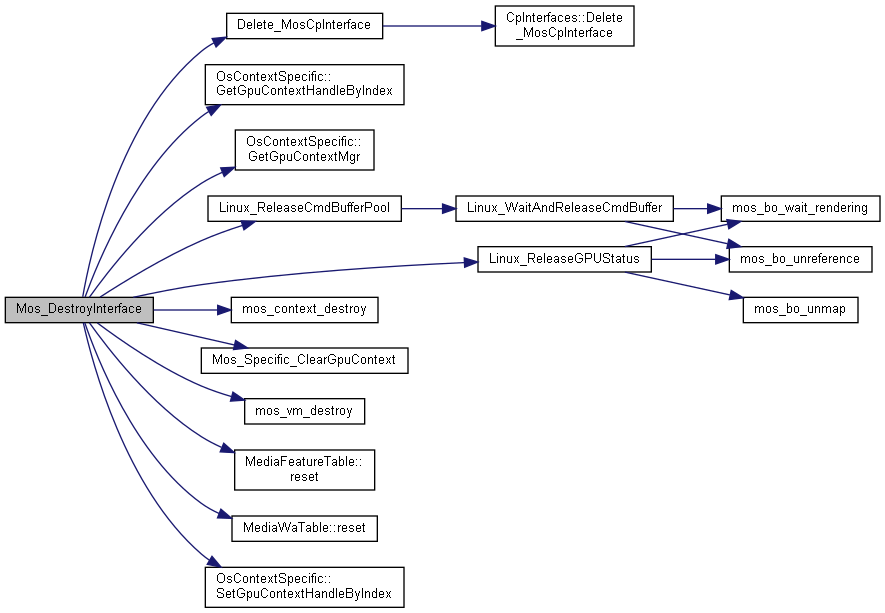 Delete_MosCpInterface
CpInterfaces::Delete
_MosCpInterface
OsContextSpecific::
GetGpuContextHandleByIndex
OsContextSpecific::
GetGpuContextMgr
Linux_ReleaseCmdBufferPool
Linux_WaitAndReleaseCmdBuffer
mos_bo_wait_rendering
Linux_ReleaseGPUStatus
mos_bo_unreference
Mos_DestroyInterface
mos_context_destroy
mos_bo_unmap
Mos_Specific_ClearGpuContext
mos_vm_destroy
MediaFeatureTable::
reset
MediaWaTable::reset
OsContextSpecific::
SetGpuContextHandleByIndex